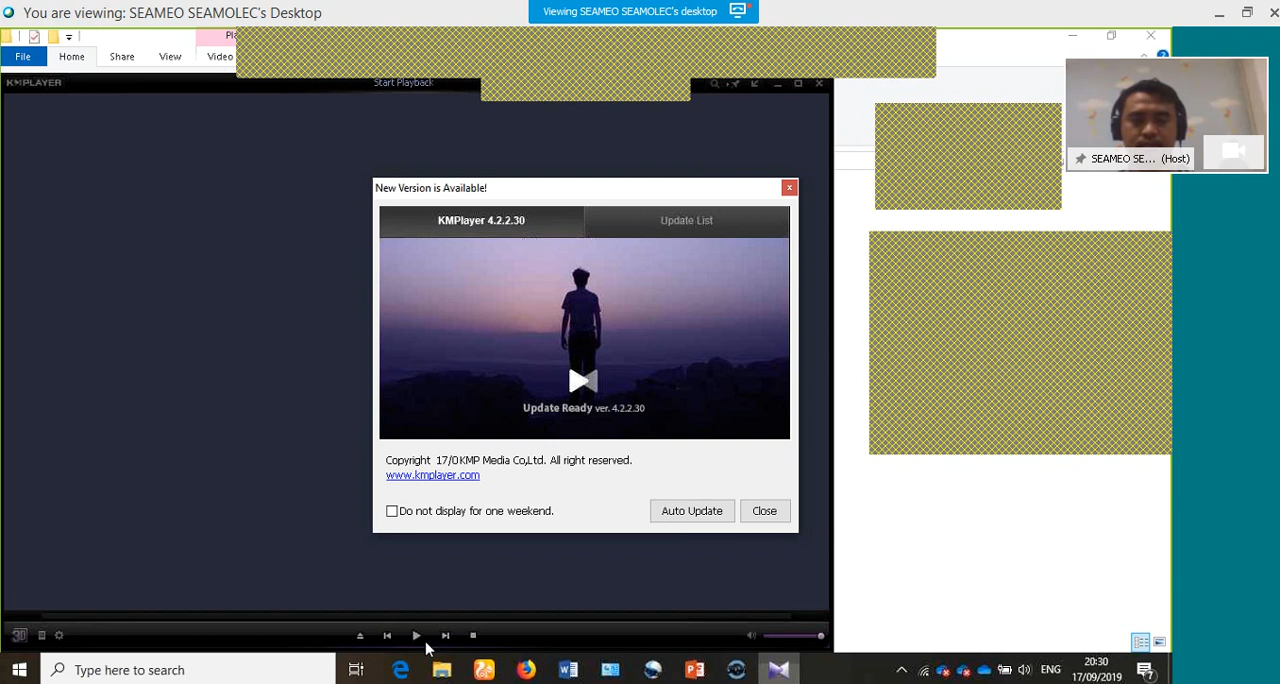 You are viewing: SEAMEO SEAMOLEC's Desktop
Viewing SEAMEO SEAMOLEC's desktop
File
Home
Share
View
Video
KMPLAYER
Start Playback
SEAMEO SE... (Host)
New Version is Available!
KMPlayer 4.2.2.30
Update List
Update Ready ver. 4.2.2.30
Copyright 17/0KMP Media Co,Ltd. All right reserved.
www.kmplayer.com
Do not display for one weekend.
Auto Update
Close
3D
Type here to search
ENG
20:30
17/09/2019
7